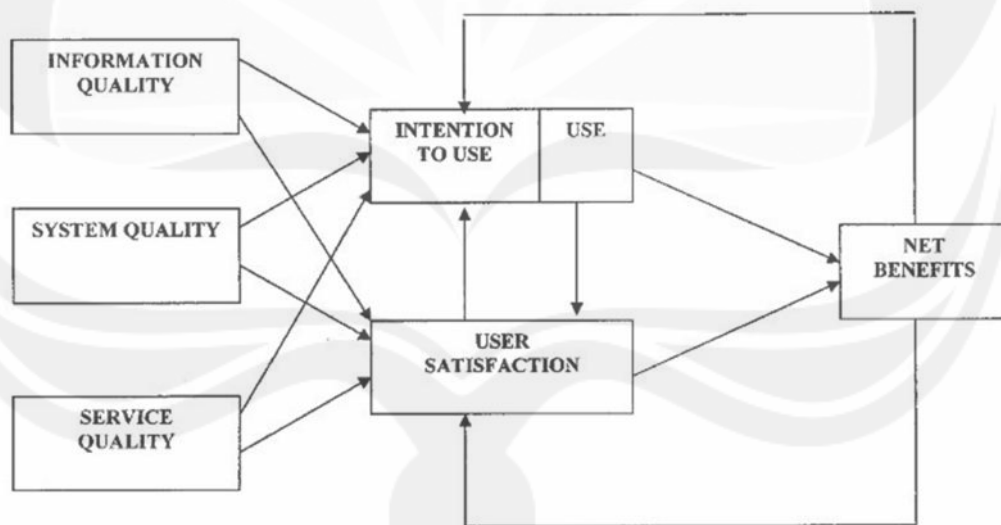 INFORMATION
QUALITY
INTENTION
TO USE
USE
SYSTEM QUALITY
NET
BENEFITS
USER
SATISFACTION
SERVICE
QUALITY